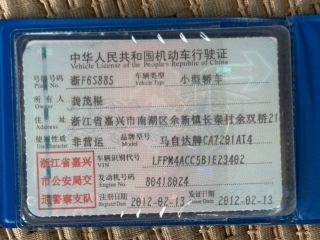 中华人民共和国机动车行驶证
Vehicle License of the People's Republic of China
号牌号码 浙F6S88S 车辆类型 小型轿车
Plate No. Vehicle Type
所有人 龚茂根
Owner
住址 浙江省嘉兴市南湖区余新镇长秦村余双桥21
Address
使用性质 非营运 品牌型号 马自达牌CA7201AT4
Use Character Model
浙江省嘉兴
市公安局交
通警察支队
车辆识别代号 LFPM4ACC5B1E23402
VIN
发动机号码 80418024
Engine No.
注册日期 2012-02-13 发证日期 2012-02-13
Register Date Issue Date